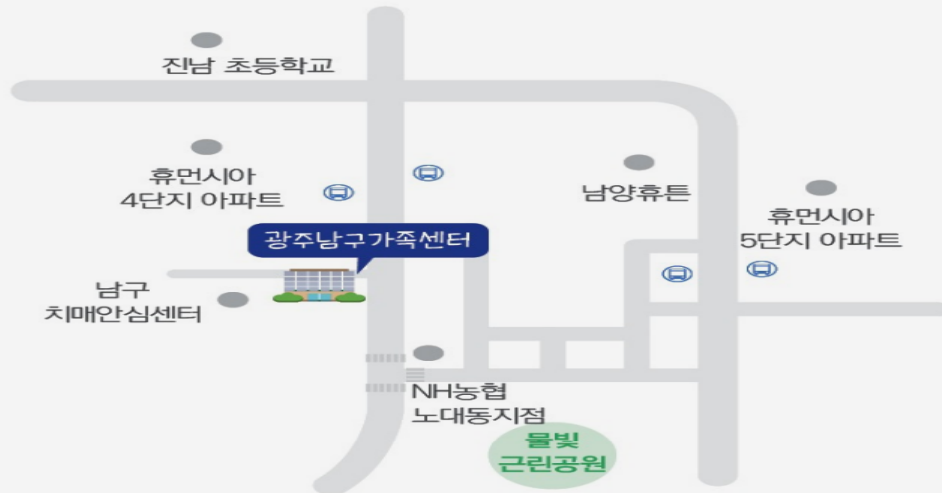 진남 초등학교
휴먼시아
4단지 아파트
남양휴튼
휴먼시아
5단지 아파트
광주남구가족센터
남구
치매안심센터
NH농협
노대동지점
물빛
근린공원